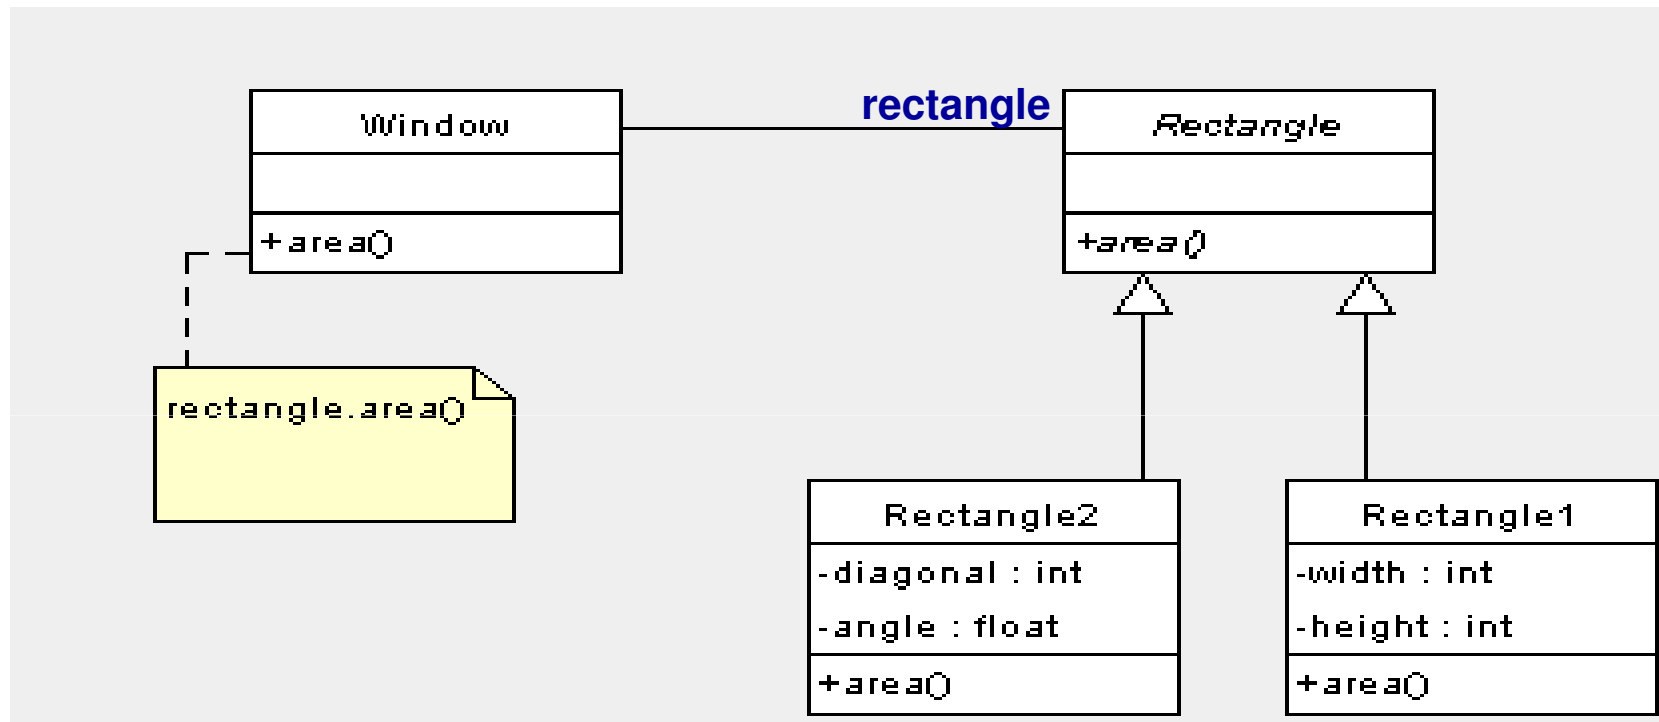 Window
+area()
rectangle.area()
rectangle
Rectangle
+area()
Rectangle2
-diagonal : int
-angle : float
+area()
Rectangle1
-width : int
-height : int
+area()